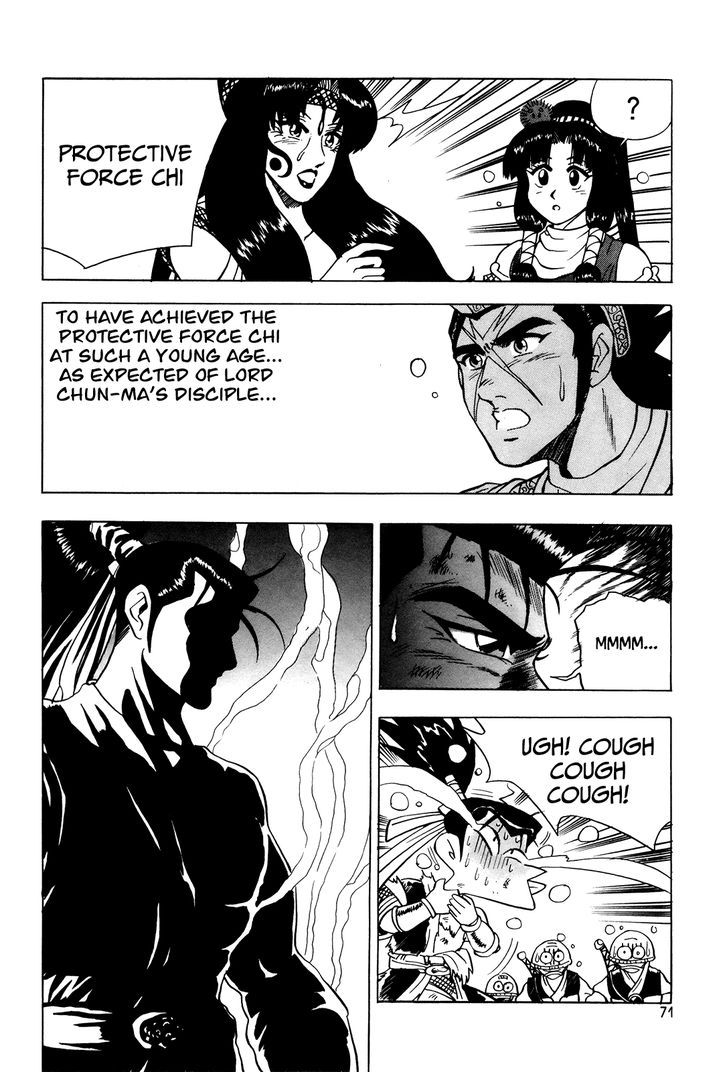 PROTECTIVE
FORCE CHI
?
TO HAVE ACHIEVED THE
PROTECTIVE FORCE CHI
AT SUCH A YOUNG AGE...
AS EXPECTED OF LORD
CHUN-MA'S DISCIPLE...
MMMM...
UGH! COUGH
COUGH
COUGH!
71